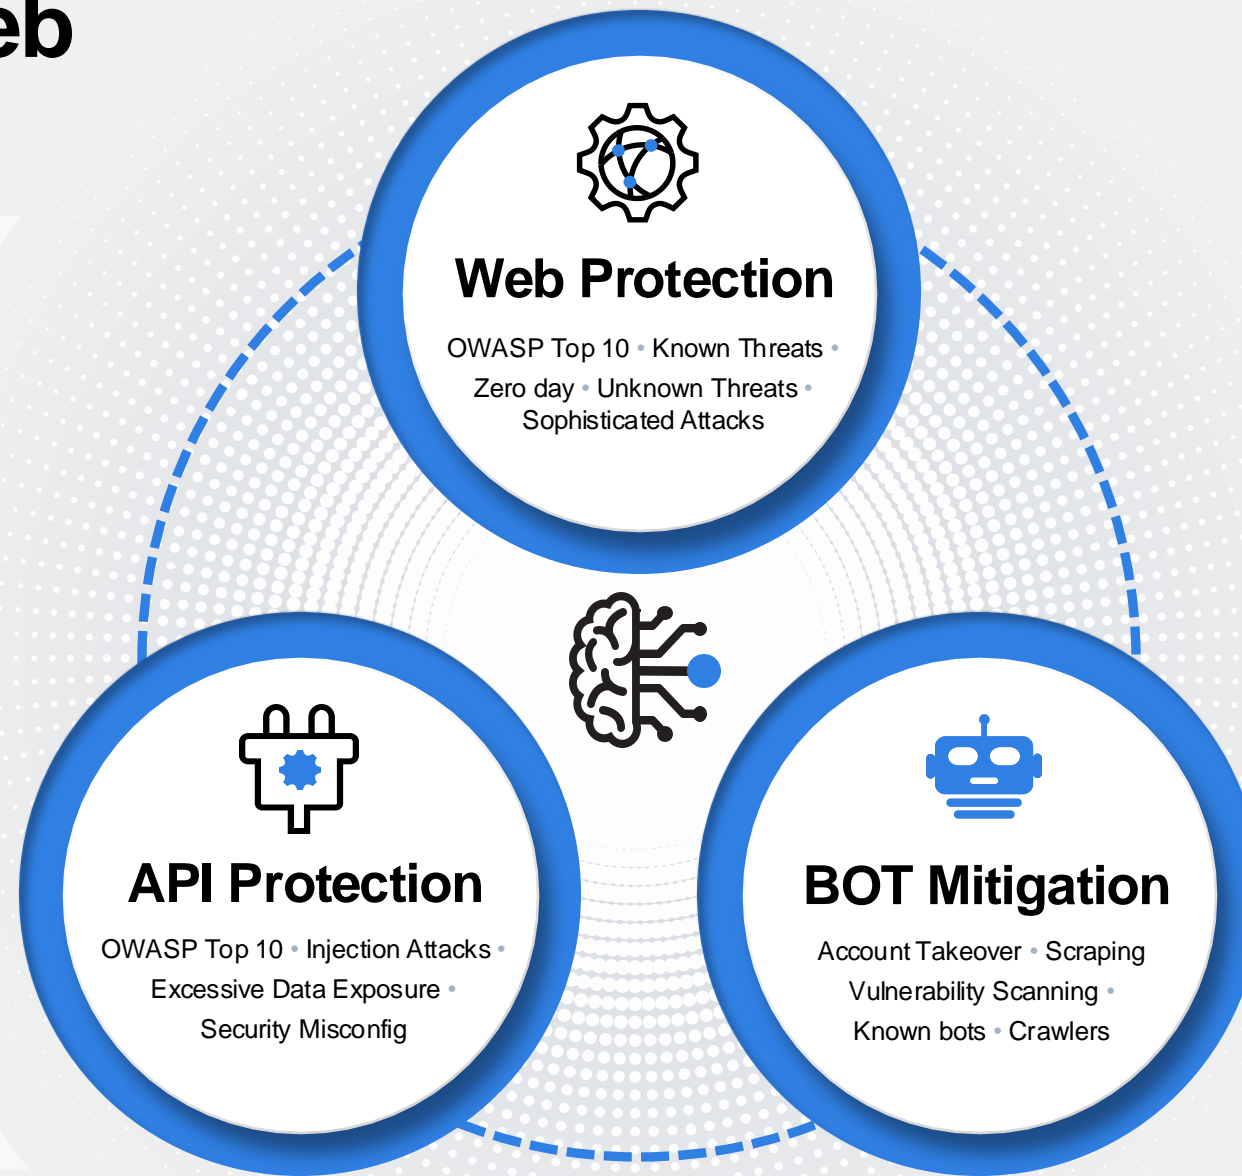 eb
Web Protection
OWASP Top 10 • Known Threats •
Zero day • Unknown Threats •
Sophisticated Attacks
API Protection
OWASP Top 10 • Injection Attacks •
Excessive Data Exposure •
Security Misconfig
BOT Mitigation
Account Takeover • Scraping
Vulnerability Scanning •
Known bots • Crawlers